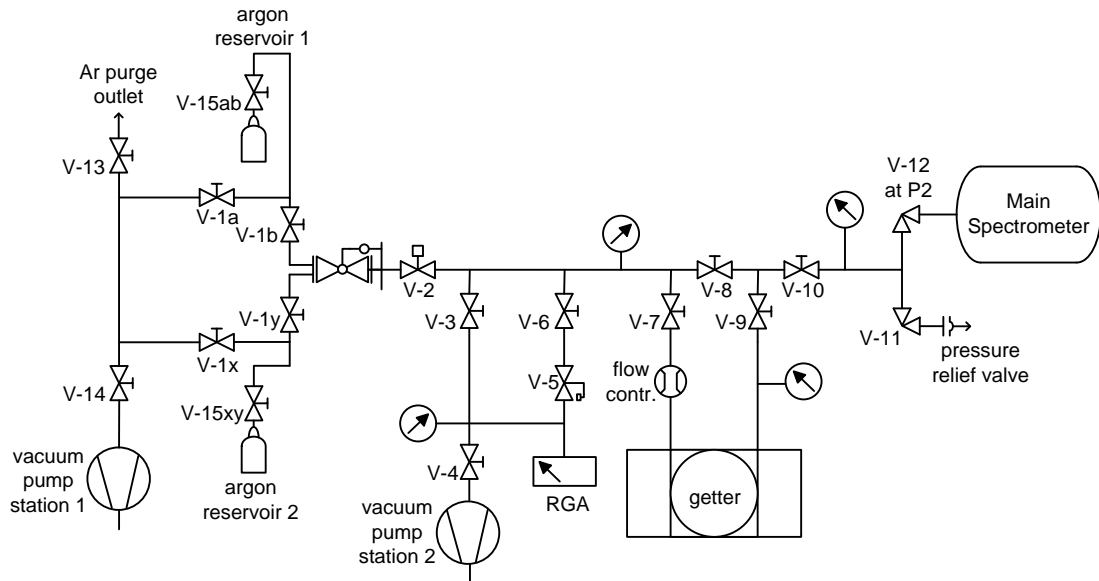 argon
reservoir 1
Ar purge
outlet
V-15ab
V-13
V-1a
V-1b
V-12
at P2
Main
Spectrometer
V-2
V-8
V-10
V-3
V-6
V-7
V-9
V-1y
V-1x
V-11
pressure
relief valve
V-14
V-15xy
V-5
flow
contr.
vacuum
pump
station 1
argon
reservoir 2
V-4
vacuum
pump
station 2
RGA
getter